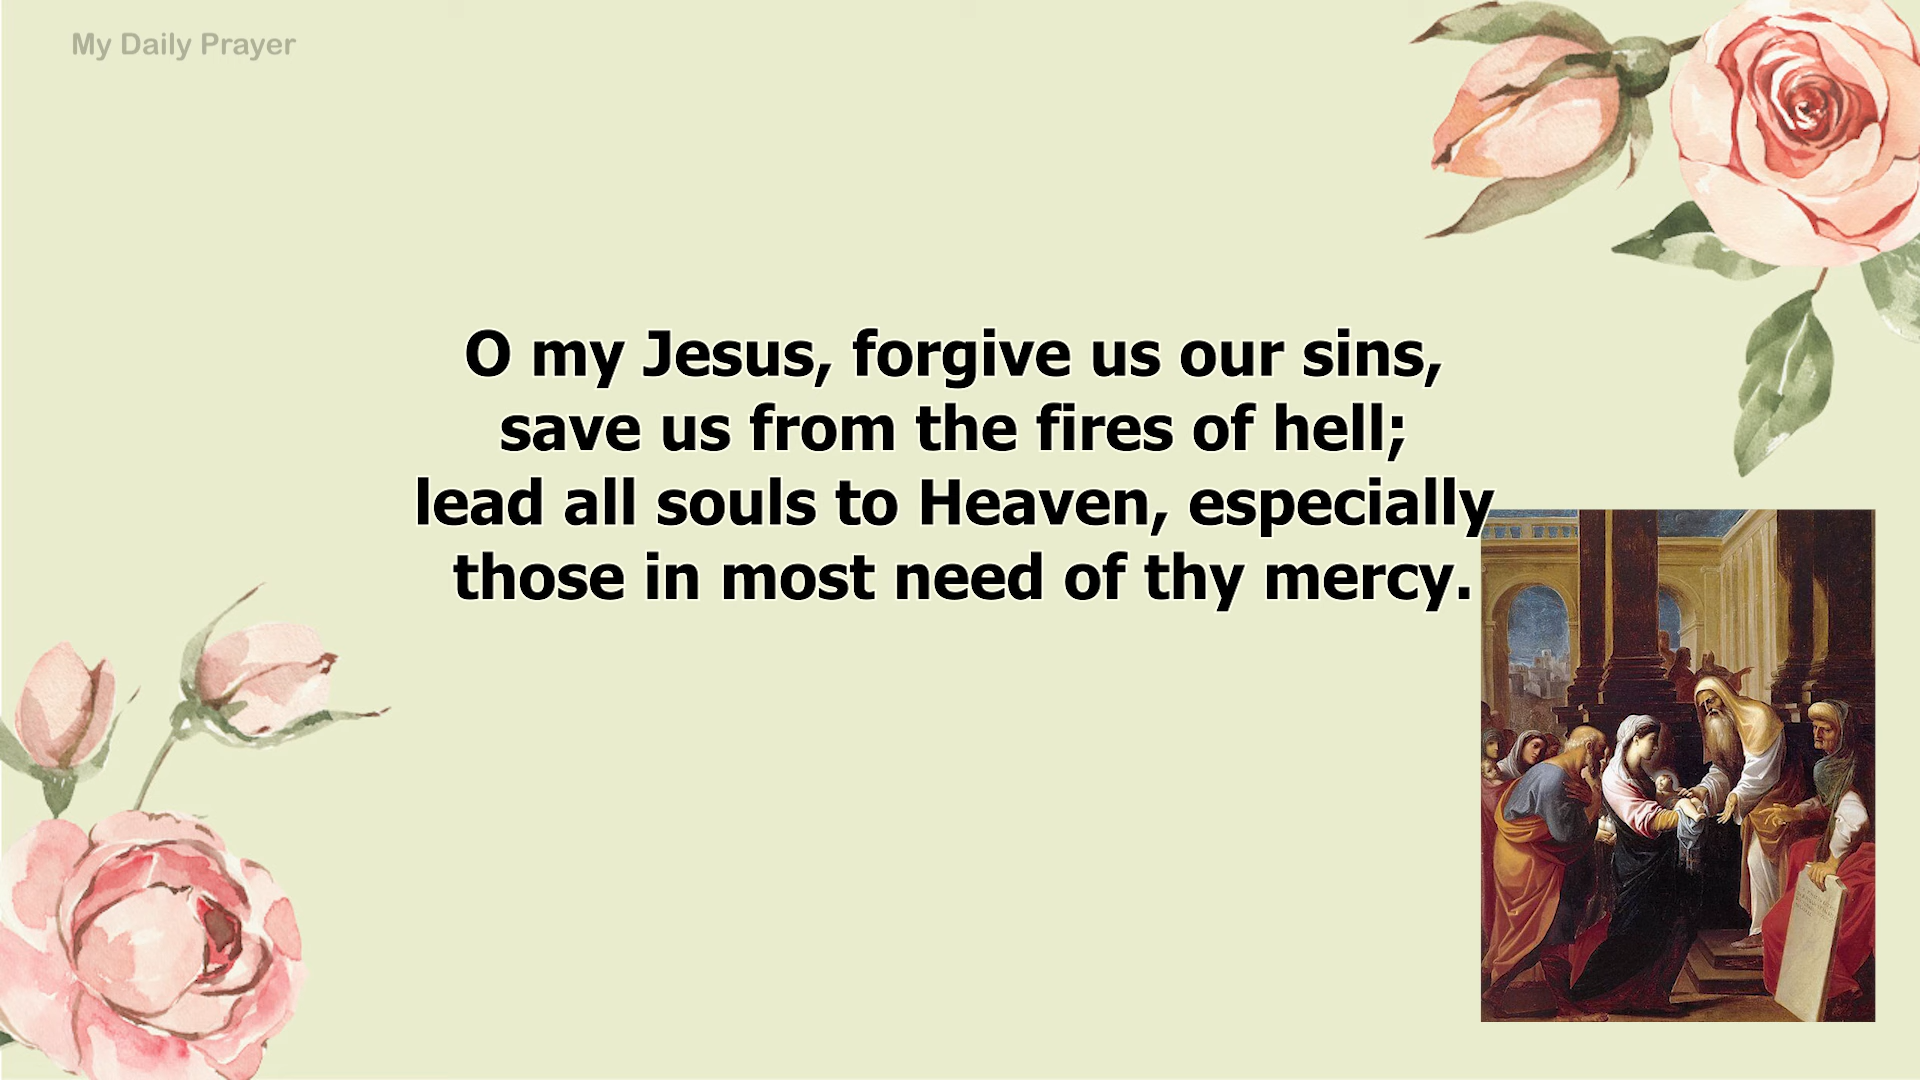 My Daily Prayer
O my Jesus, forgive us our sins,
save us from the fires of hell;
lead all souls to Heaven, especially
those in most need of thy mercy.